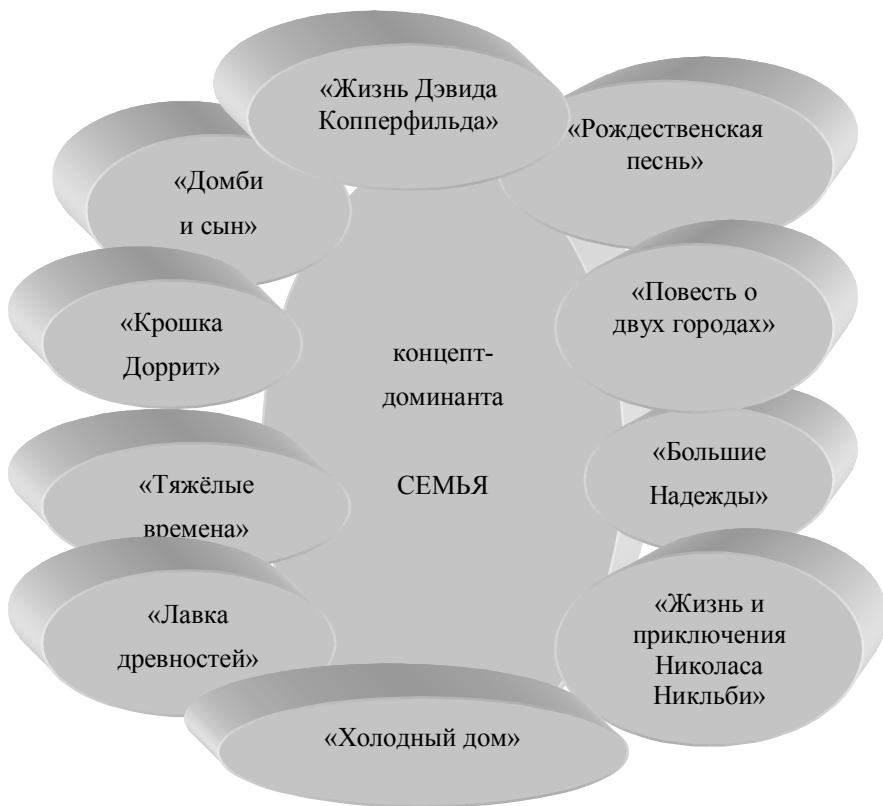 «Жизнь Дэвида
Копперфильда»
«Рождественская
песнь»
«Домби
и сын»
«Повесть о
двух городах»
«Крошка
Доррит»
концепт-
доминанта
СЕМЬЯ
«Большие
Надежды»
«Тяжёлые
времена»
«Лавка
древностей»
«Жизнь и
приключения
Николаса
Никльби»
«Холодный дом»